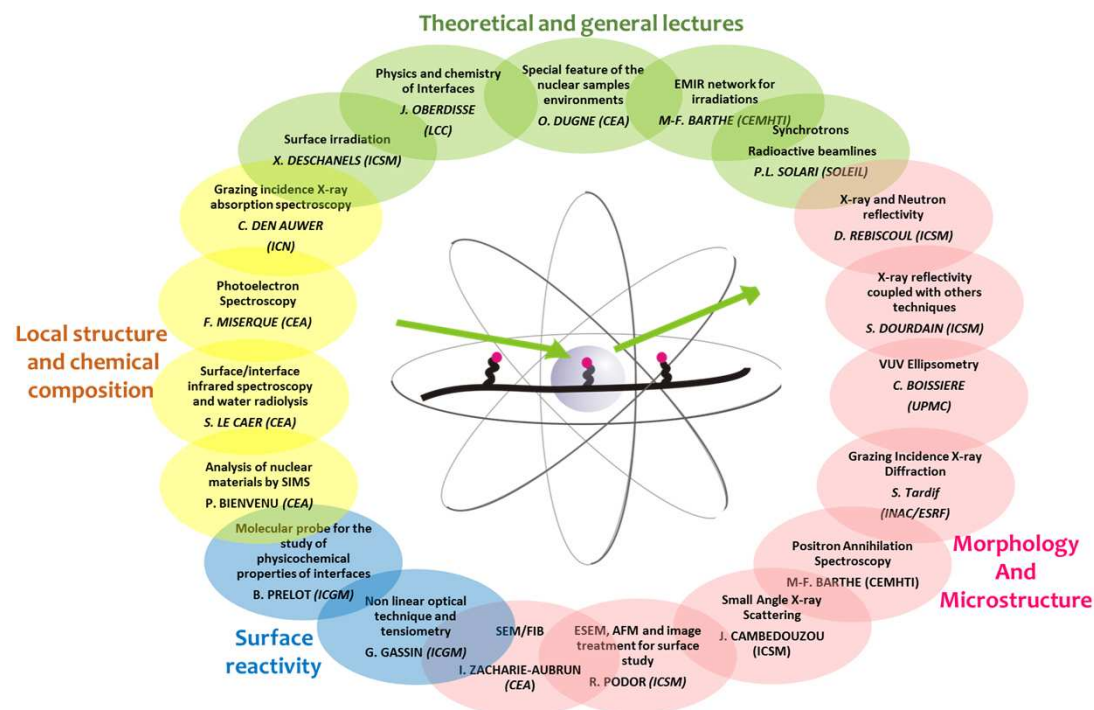 Theoretical and general lectures
Surface irradiation
X. DESCHANELS (ICSM)
Physics and chemistry
of Interfaces
J. OBERDISSE
(LCC)
Special feature of the
nuclear samples
environments
O. DUGNE (CEA)
EMIR network for
irradiations
M-F. BARTHE (CEMHTI)
Synchrotrons
Radioactive beamlines
P.L. SOLARI (SOLEIL)
X-ray and Neutron
reflectivity
D. REBISCOUL (ICSM)
X-ray reflectivity
coupled with others
techniques
S. DOURDAIN (ICSM)
VUV Ellipsometry
C. BOISSIERE
(UPMC)
Grazing Incidence X-ray
Diffraction
S. Tardif
(INAC/ESRF)
Positron Annihilation
Spectroscopy
M-F. BARTHE (CEMHTI)
Small Angle X-ray
Scattering
J. CAMBEDOUZOU
(ICSM)
Morphology
And
Microstructure
ESEM, AFM and image
treatment for surface
study
R. PODOR (ICSM)
SEM/FIB
I. ZACHARIE-AUBRUN
(CEA)
Non linear optical
technique and
tensiometry
G. GASSIN (ICGM)
Molecular probe for the
study of
physicochemical
properties of interfaces
B. PRELOT (ICGM)
Surface
reactivity
Analysis of nuclear
materials by SIMS
P. BIENVENU (CEA)
Surface/interface
infrared spectroscopy
and water radiolysis
S. LE CAER (CEA)
Photoelectron
Spectroscopy
F. MISERQUE (CEA)
Grazing incidence X-ray
absorption spectroscopy
C. DEN AUWER
(ICN)
Local structure
and chemical
composition